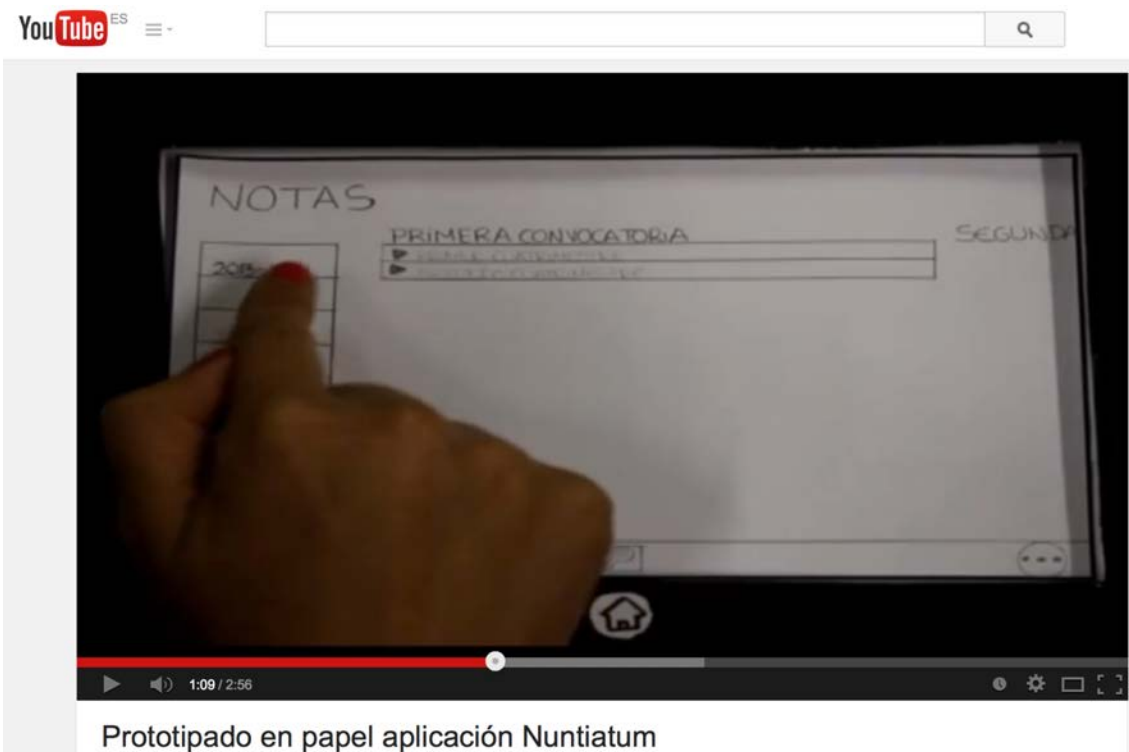 YouTube ES
NOTAS
PRIMERA CONVOCATORIA
SEGUNDA
1:09 / 2:56
Prototipado en papel aplicación Nuntiatum